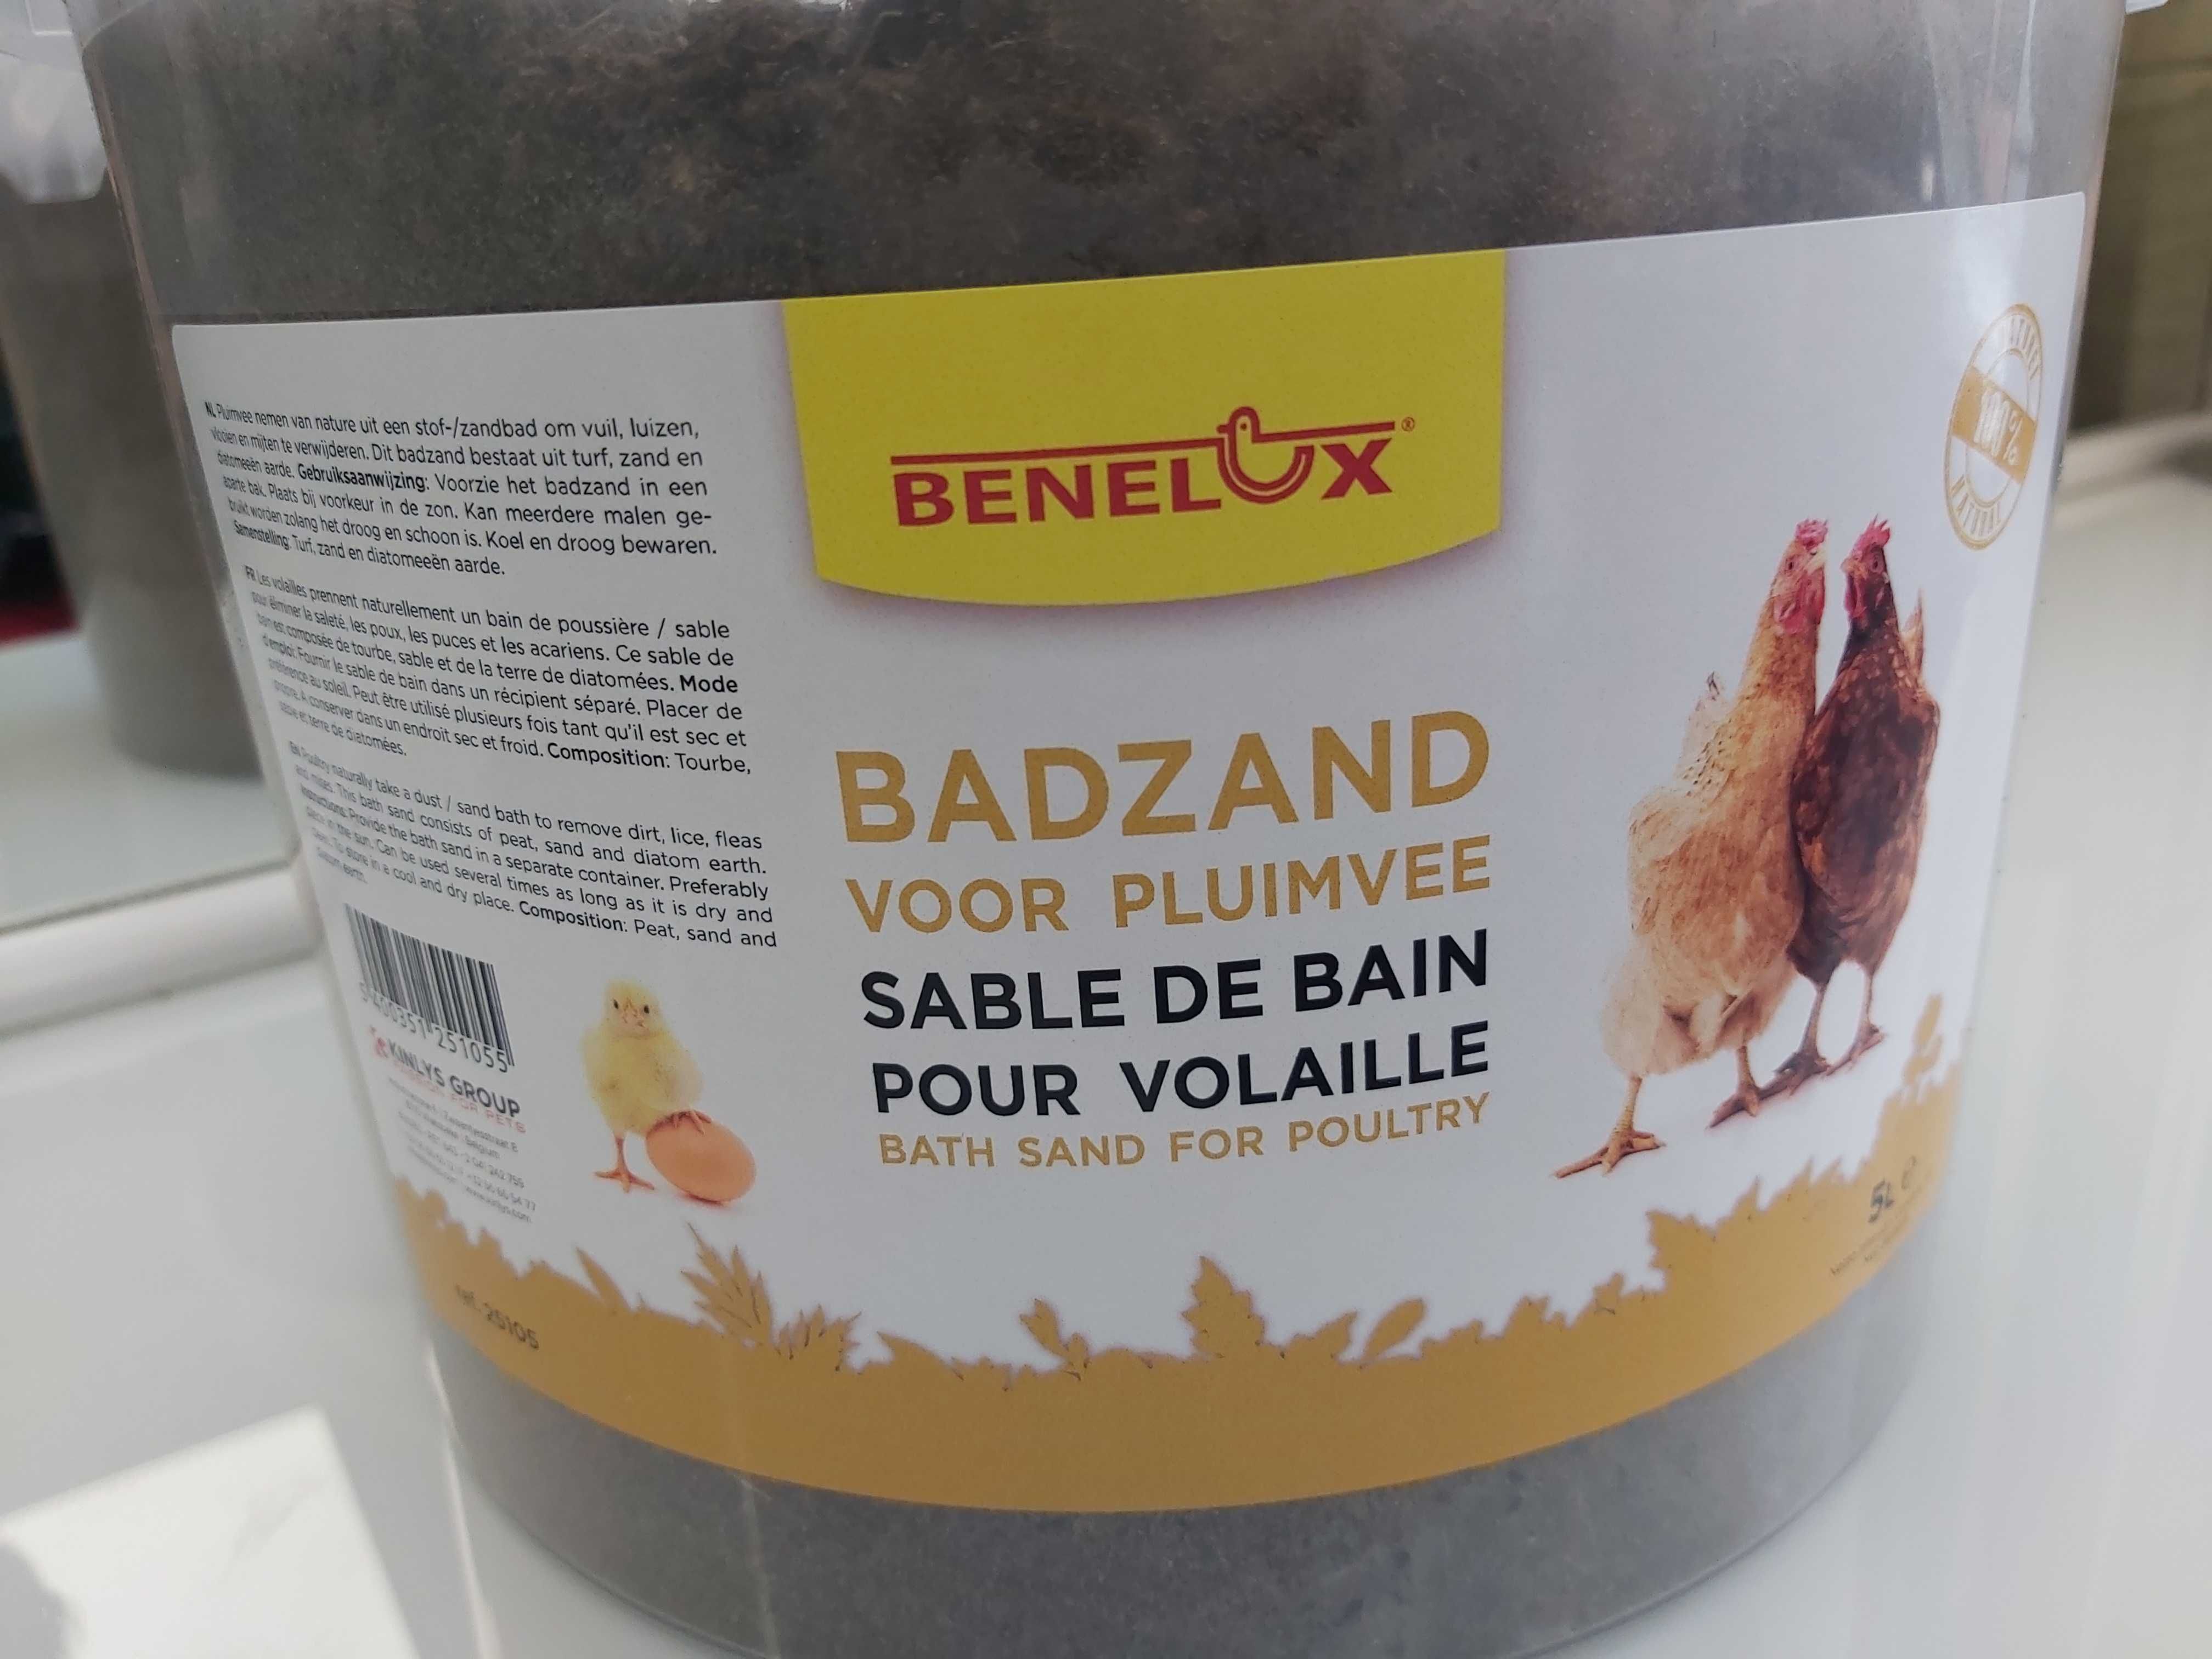 NL Pluimvee nemen van nature uit een stof-/zandbad om vuil, luizen,
vlooien en mijten te verwijderen. Dit badzand bestaat uit turf, zand en
diatomeeën aarde. Gebruiksaanwijzing: Voorzie het badzand in een
aparte bak. Plaats bij voorkeur in de zon. Kan meerdere malen ge-
bruikt worden zolang het droog en schoon is. Koel en droog bewaren.
Samenstelling: Turf, zand en diatomeeën aarde.
FR Les volailles prennent naturellement un bain de poussière / sable
pour éliminer la saleté, les poux, les puces et les acariens. Ce sable de
bain est composée de tourbe, sable et de la terre de diatomées. Mode
d'emploi: Fournir le sable de bain dans un récipient séparé. Placer de
préférence au soleil. Peut être utilisé plusieurs fois tant qu'il est sec et
propre. A conserver dans un endroit sec et froid. Composition: Tourbe,
sable et terre de diatomées.
EN Poultry naturally take a dust / sand bath to remove dirt, lice, fleas
and mites. This bath sand consists of peat, sand and diatom earth.
Instructions: Provide the bath sand in a separate container. Preferably
place in the sun. Can be used several times as long as it is dry and
clean. To store in a cool and dry place. Composition: Peat, sand and
diatom earth.
5 400351 251055
KINLYS GROUP
PASSION FOR PETS
ref. 25105
BENELUX®
BADZAND
VOOR PLUIMVEE
SABLE DE BAIN
POUR VOLAILLE
BATH SAND FOR POULTRY
100%
NATURAL
5L e